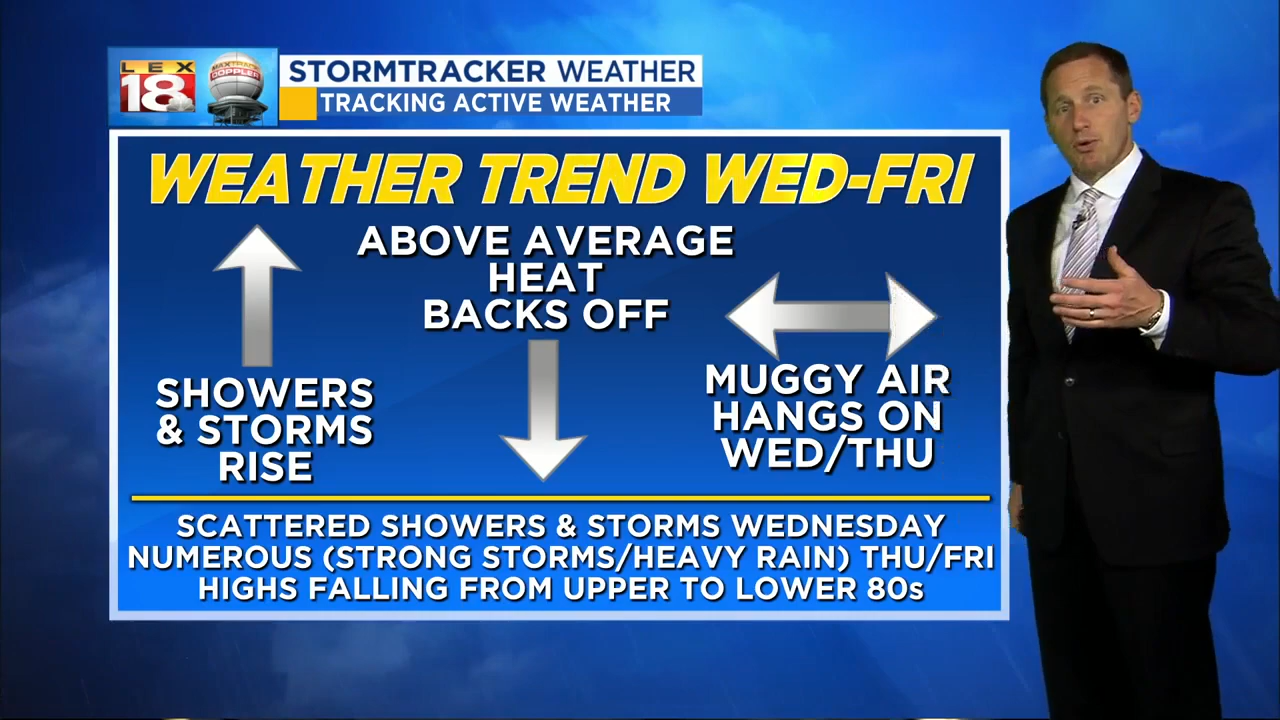 LEX
18
MAXTRACK
DOPPLER
STORMTRACKER WEATHER
TRACKING ACTIVE WEATHER
WEATHER TREND WED-FRI
ABOVE AVERAGE
HEAT
BACKS OFF
SHOWERS
& STORMS
RISE
MUGGY AIR
HANGS ON
WED/THU
SCATTERED SHOWERS & STORMS WEDNESDAY
NUMEROUS (STRONG STORMS/HEAVY RAIN) THU/FRI
HIGHS FALLING FROM UPPER TO LOWER 80s